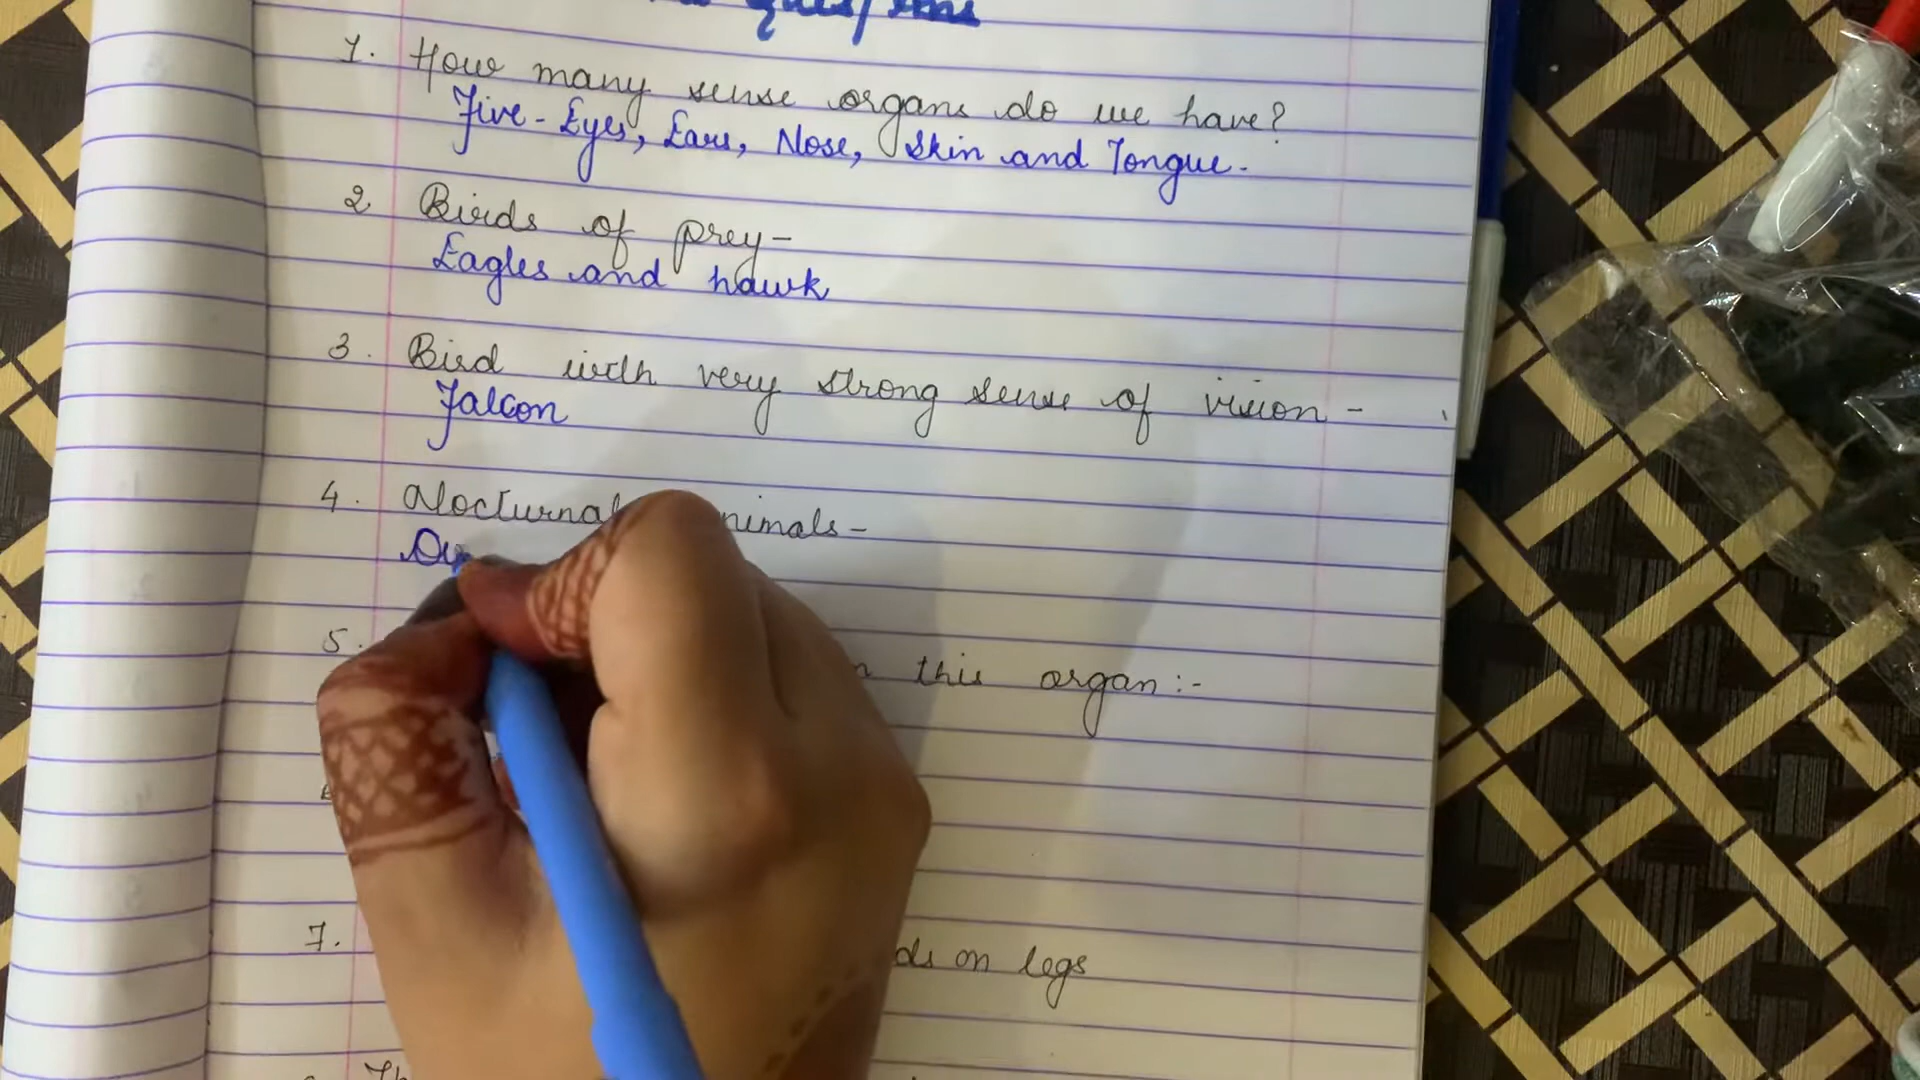 1. How many sense organs do we have?
Five - Eyes, Ears, Nose, Skin and Tongue.
2 Birds of prey-
Eagles and hawk
3. Bird with very strong sense of vision -
Falcon
4. Nocturnal nimals-
5.
this organ:-
7.
on legs